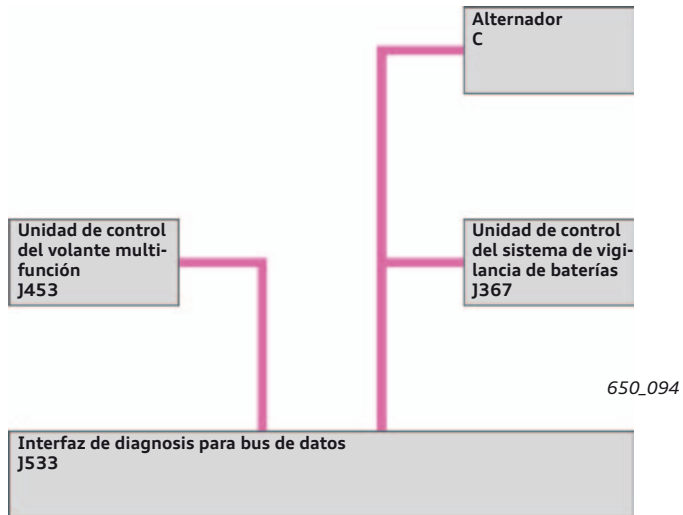 Alternador
C
Unidad de control
del volante multi-
función
J453
Unidad de control
del sistema de vigi-
lancia de baterías
J367
650_094
Interfaz de diagnosis para bus de datos
J533